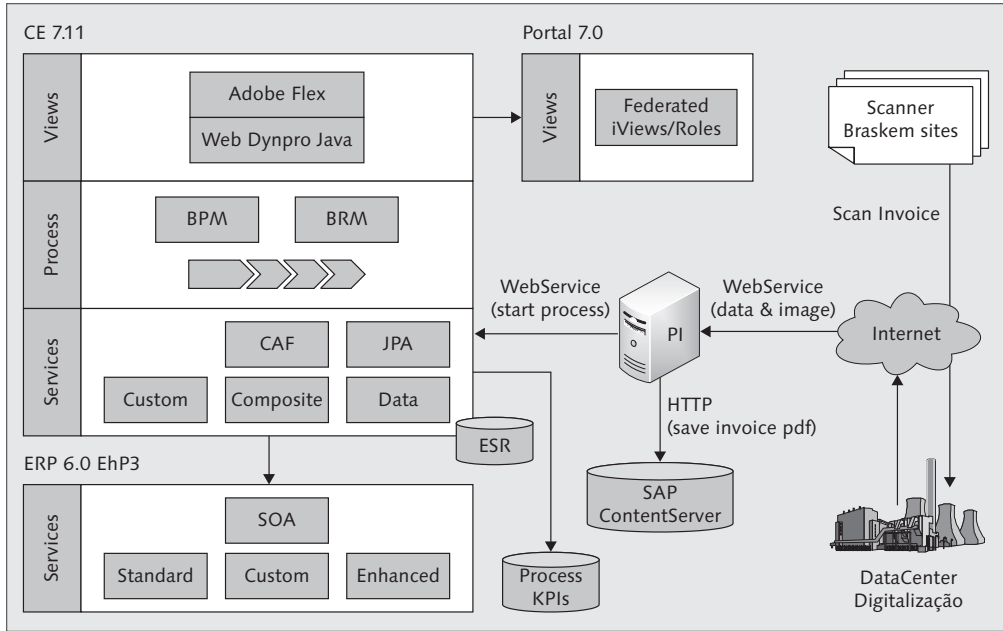 CE 7.11
Views
Adobe Flex
Web Dynpro Java
Process
BPM
BRM
Services
CAF
JPA
Custom
Composite
Data
ESR
ERP 6.0 EhP3
Services
SOA
Standard
Custom
Enhanced
Portal 7.0
Views
Federated
iViews/Roles
WebService
(start process)
PI
WebService
(data & image)
HTTP
(save invoice pdf)
SAP
ContentServer
Process
KPIs
Scanner
Braskem sites
Scan Invoice
Internet
DataCenter
Digitalização